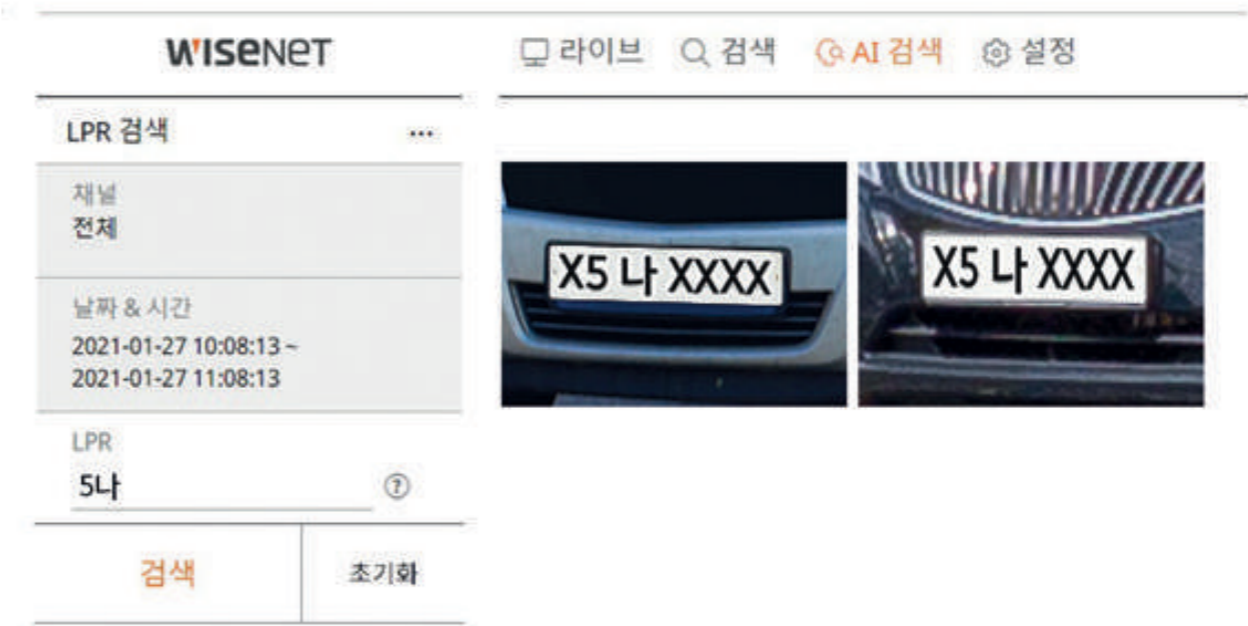 WISENET
라이브 검색 AI 검색 설정
LPR 검색 ...
채널
전체
날짜 & 시간
2021-01-27 10:08:13 ~
2021-01-27 11:08:13
LPR
5나 ?
검색 초기화
X5 나 XXXX
X5 나 XXXX